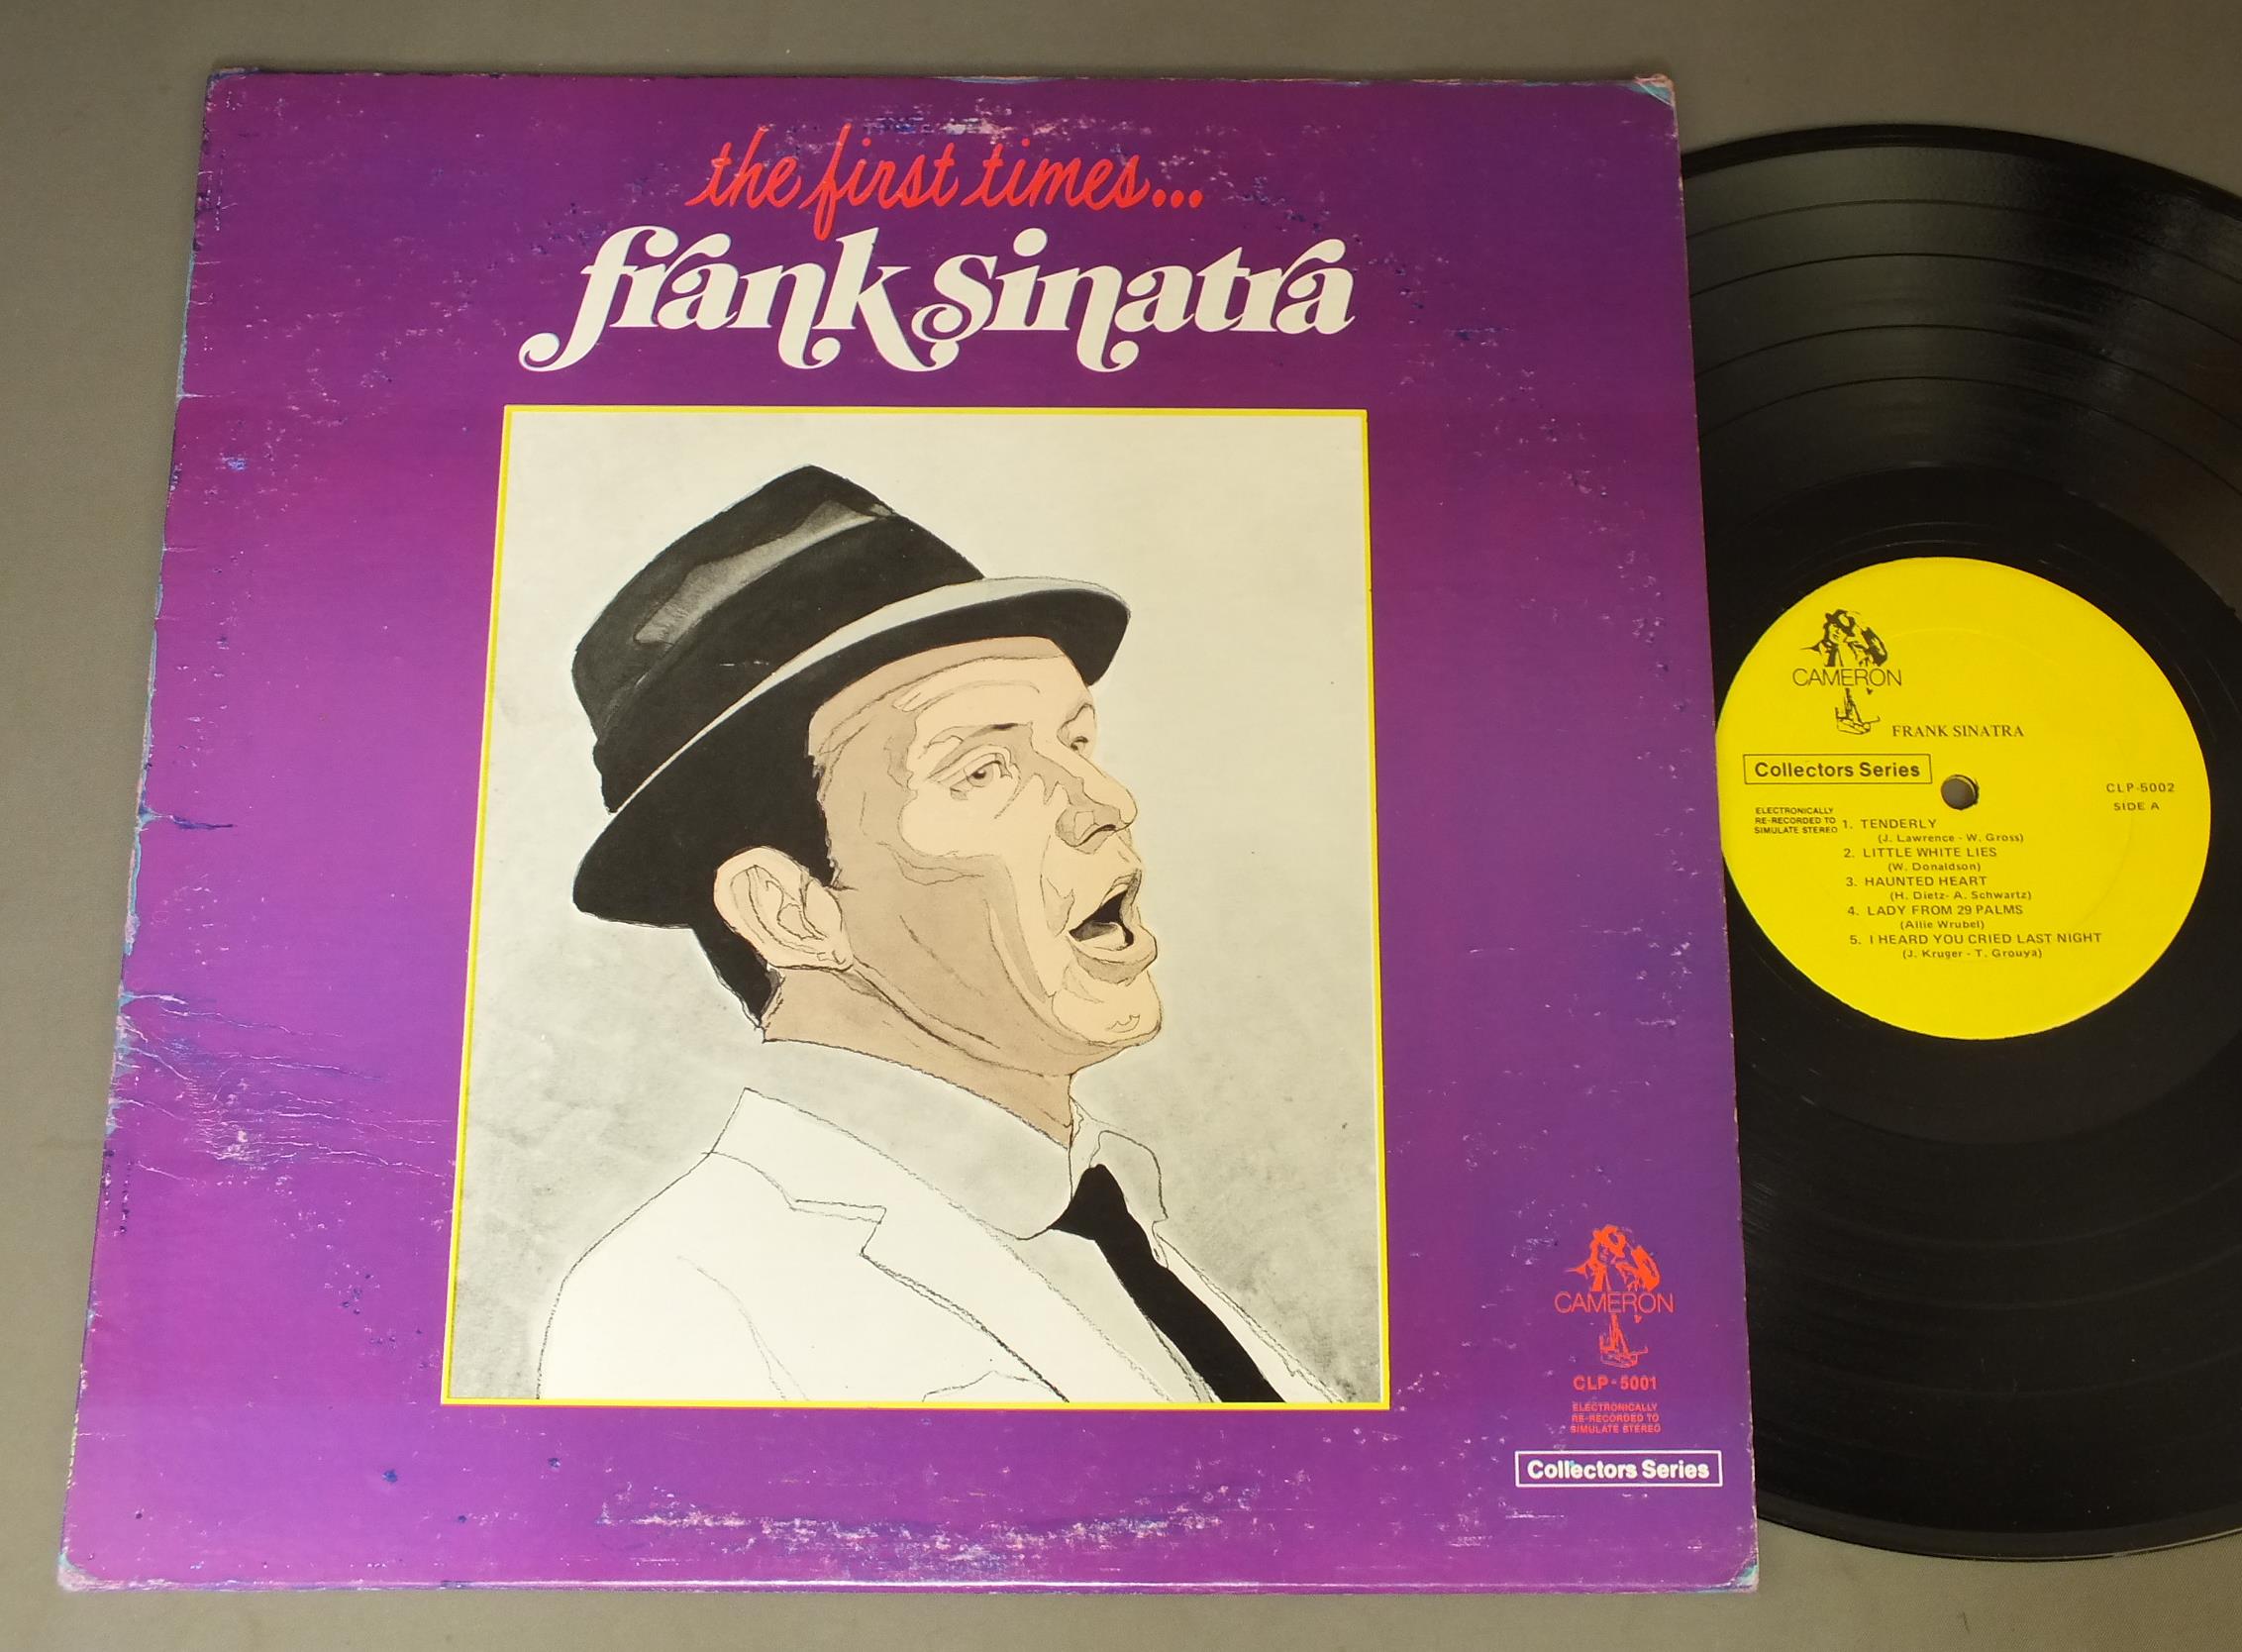 the first times...
frank sinatra
CAMERON
CLP-5001
ELECTRONICALLY
RE-RECORDED TO
SIMULATE STEREO
Collectors Series
CAMERON
FRANK SINATRA
Collectors Series
CLP-5002
SIDE A
ELECTRONICALLY
RE-RECORDED TO
SIMULATE STEREO
1. TENDERLY
(J. Lawrence - W. Gross)
2. LITTLE WHITE LIES
(W. Donaldson)
3. HAUNTED HEART
(H. Dietz- A. Schwartz)
4. LADY FROM 29 PALMS
(Allie Wrubel)
5. I HEARD YOU CRIED LAST NIGHT
(J. Kruger - T. Grouya)